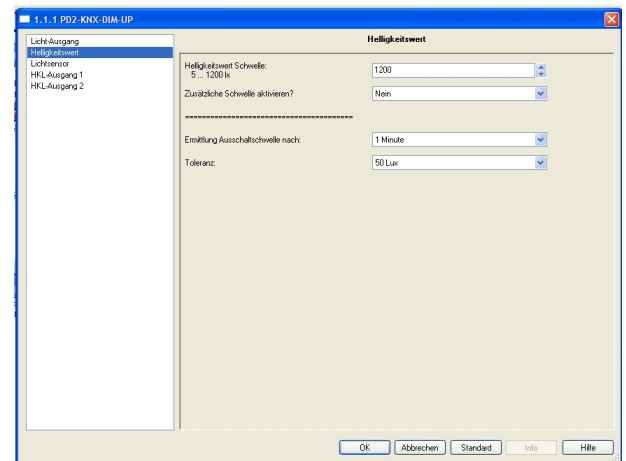 1.1.1 PD2-KNX-DIM-UP
Licht-Ausgang
Helligkeitswert
Lichtsensor
HKL-Ausgang 1
HKL-Ausgang 2
Helligkeitswert
Helligkeitswert Schwelle:
5 ... 1200 lx
1200
Zusätzliche Schwelle aktivieren?
Nein
========================================
Ermittlung Ausschaltschwelle nach:
1 Minute
Toleranz:
50 Lux
OK Abbrechen Standard Info Hilfe